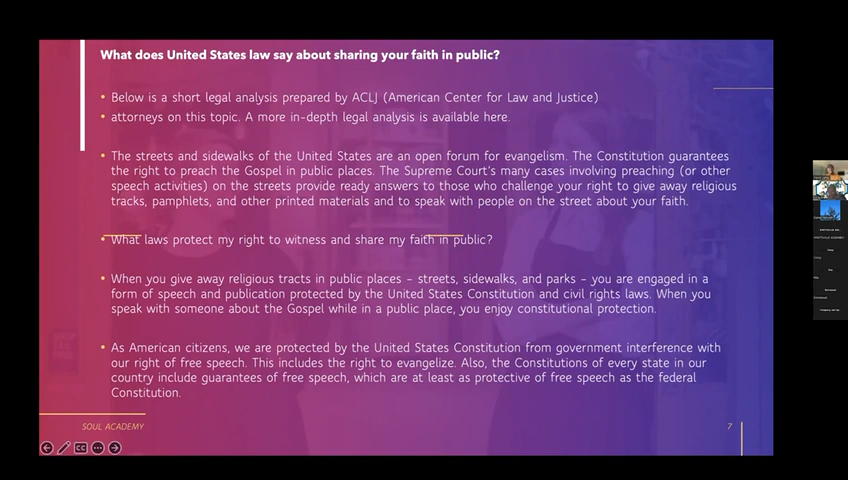 What does United States law say about sharing your faith in public?
• Below is a short legal analysis prepared by ACLJ (American Center for Law and Justice)
• attorneys on this topic. A more in-depth legal analysis is available here.
• The streets and sidewalks of the United States are an open forum for evangelism. The Constitution guarantees
the right to preach the Gospel in public places. The Supreme Court's many cases involving preaching (or other
speech activities) on the streets provide ready answers to those who challenge your right to give away religious
tracts, pamphlets, and other printed materials and to speak with people on the street about your faith.
• What laws protect my right to witness and share my faith in public?
• When you give away religious tracts in public places – streets, sidewalks, and parks – you are engaged in a
form of speech and publication protected by the United States Constitution and civil rights laws. When you
speak with someone about the Gospel while in a public place, you enjoy constitutional protection.
• As American citizens, we are protected by the United States Constitution from government interference with
our right of free speech. This includes the right to evangelize. Also, the Constitutions of every state in our
country include guarantees of free speech, which are at least as protective of free speech as the federal
Constitution.
SOUL ACADEMY
7
CC